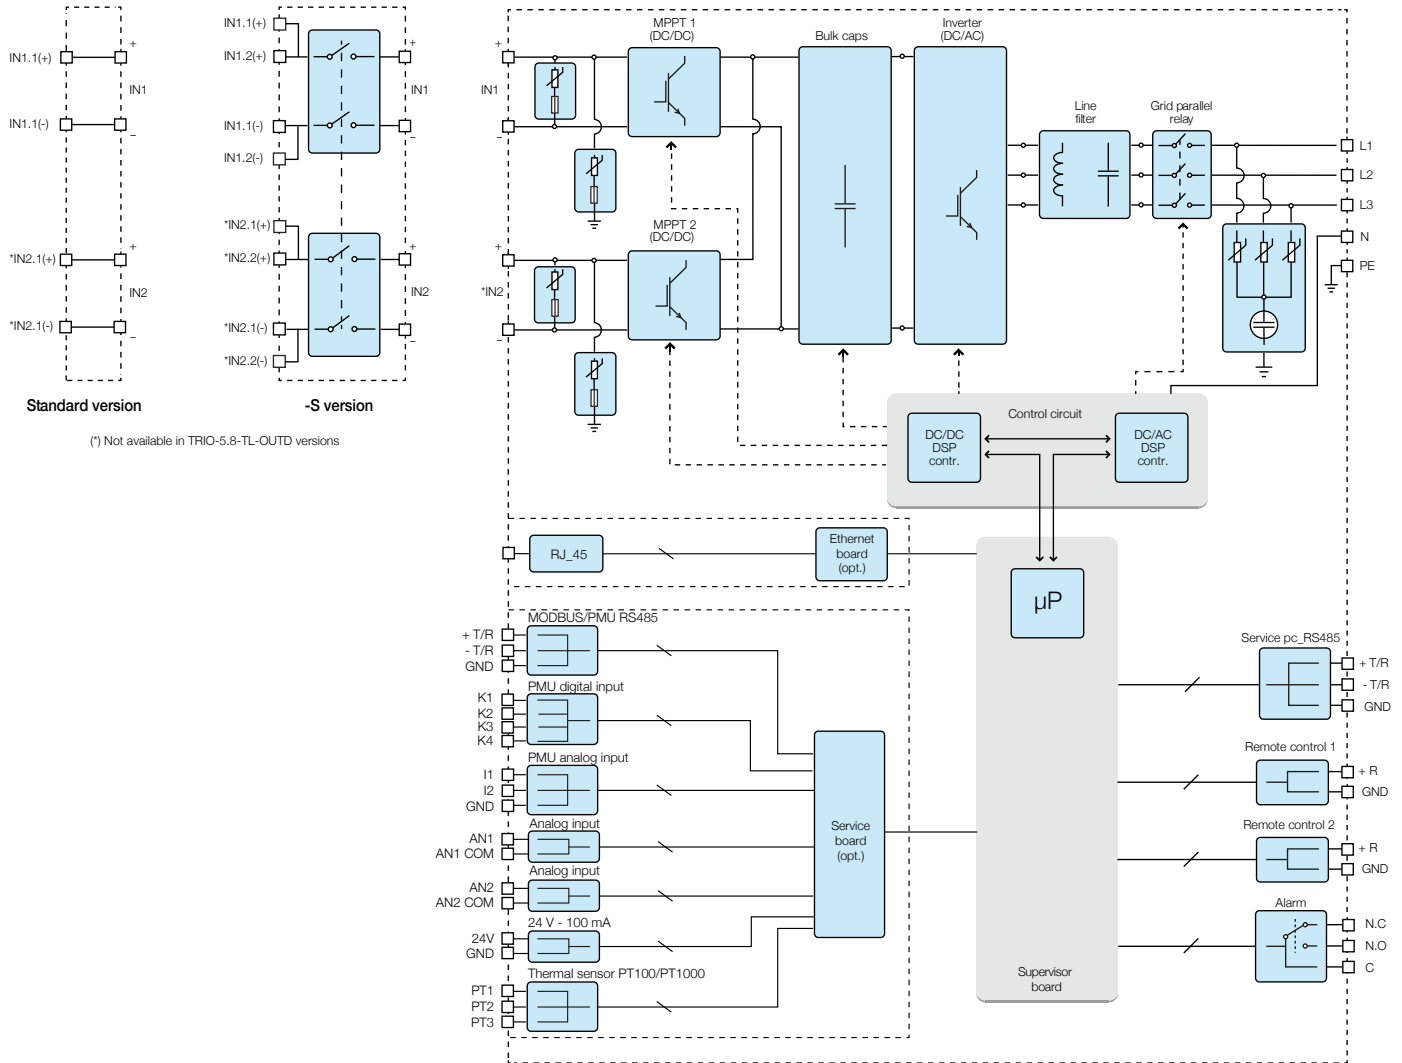 IN1.1(+)
+
IN1
IN1.1(-)
_
*IN2.1(+)
+
IN2
*IN2.1(-)
_
Standard version
IN1.1(+)
IN1.2(+)
+
IN1
IN1.1(-)
_
IN1.2(-)
*IN2.1(+)
+
*IN2.2(+)
IN2
*IN2.1(-)
_
*IN2.2(-)
-S version
(*) Not available in TRIO-5.8-TL-OUTD versions
+
IN1
_
+
*IN2
_
MPPT 1
(DC/DC)
MPPT 2
(DC/DC)
Bulk caps
Inverter
(DC/AC)
Line
filter
Grid parallel
relay
L1
L2
L3
N
PE
Control circuit
DC/DC
DSP
contr.
DC/AC
DSP
contr.
RJ_45
Ethernet
board
(opt.)
µP
Supervisor
board
MODBUS/PMU RS485
+ T/R
- T/R
GND
PMU digital input
K1
K2
K3
K4
PMU analog input
I1
I2
GND
Analog input
AN1
AN1 COM
Analog input
AN2
AN2 COM
24 V - 100 mA
24V
GND
Thermal sensor PT100/PT1000
PT1
PT2
PT3
Service
board
(opt.)
Service pc_RS485
+ T/R
- T/R
GND
Remote control 1
+ R
GND
Remote control 2
+ R
GND
Alarm
N.C
N.O
C